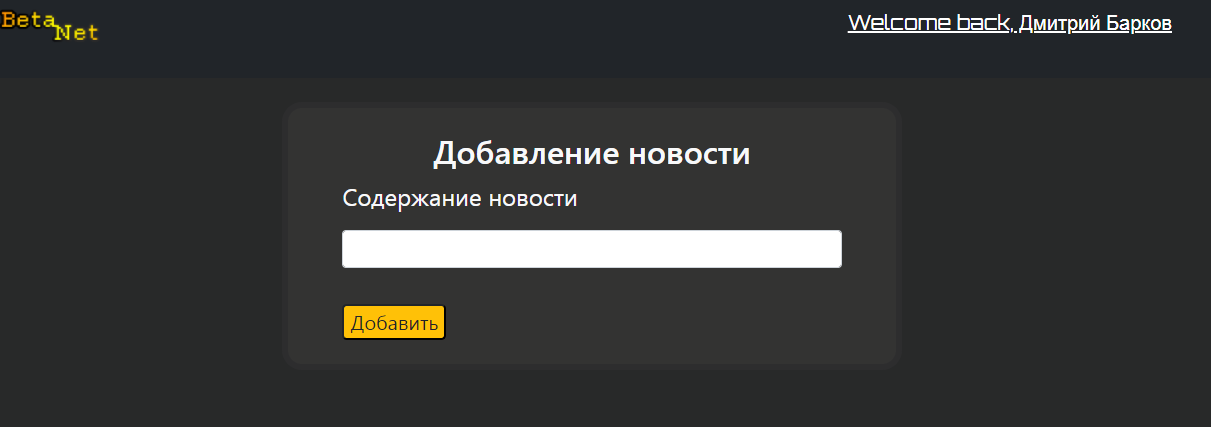 Beta
Net
Welcome back, Дмитрий Барков
Добавление новости
Содержание новости
Добавить